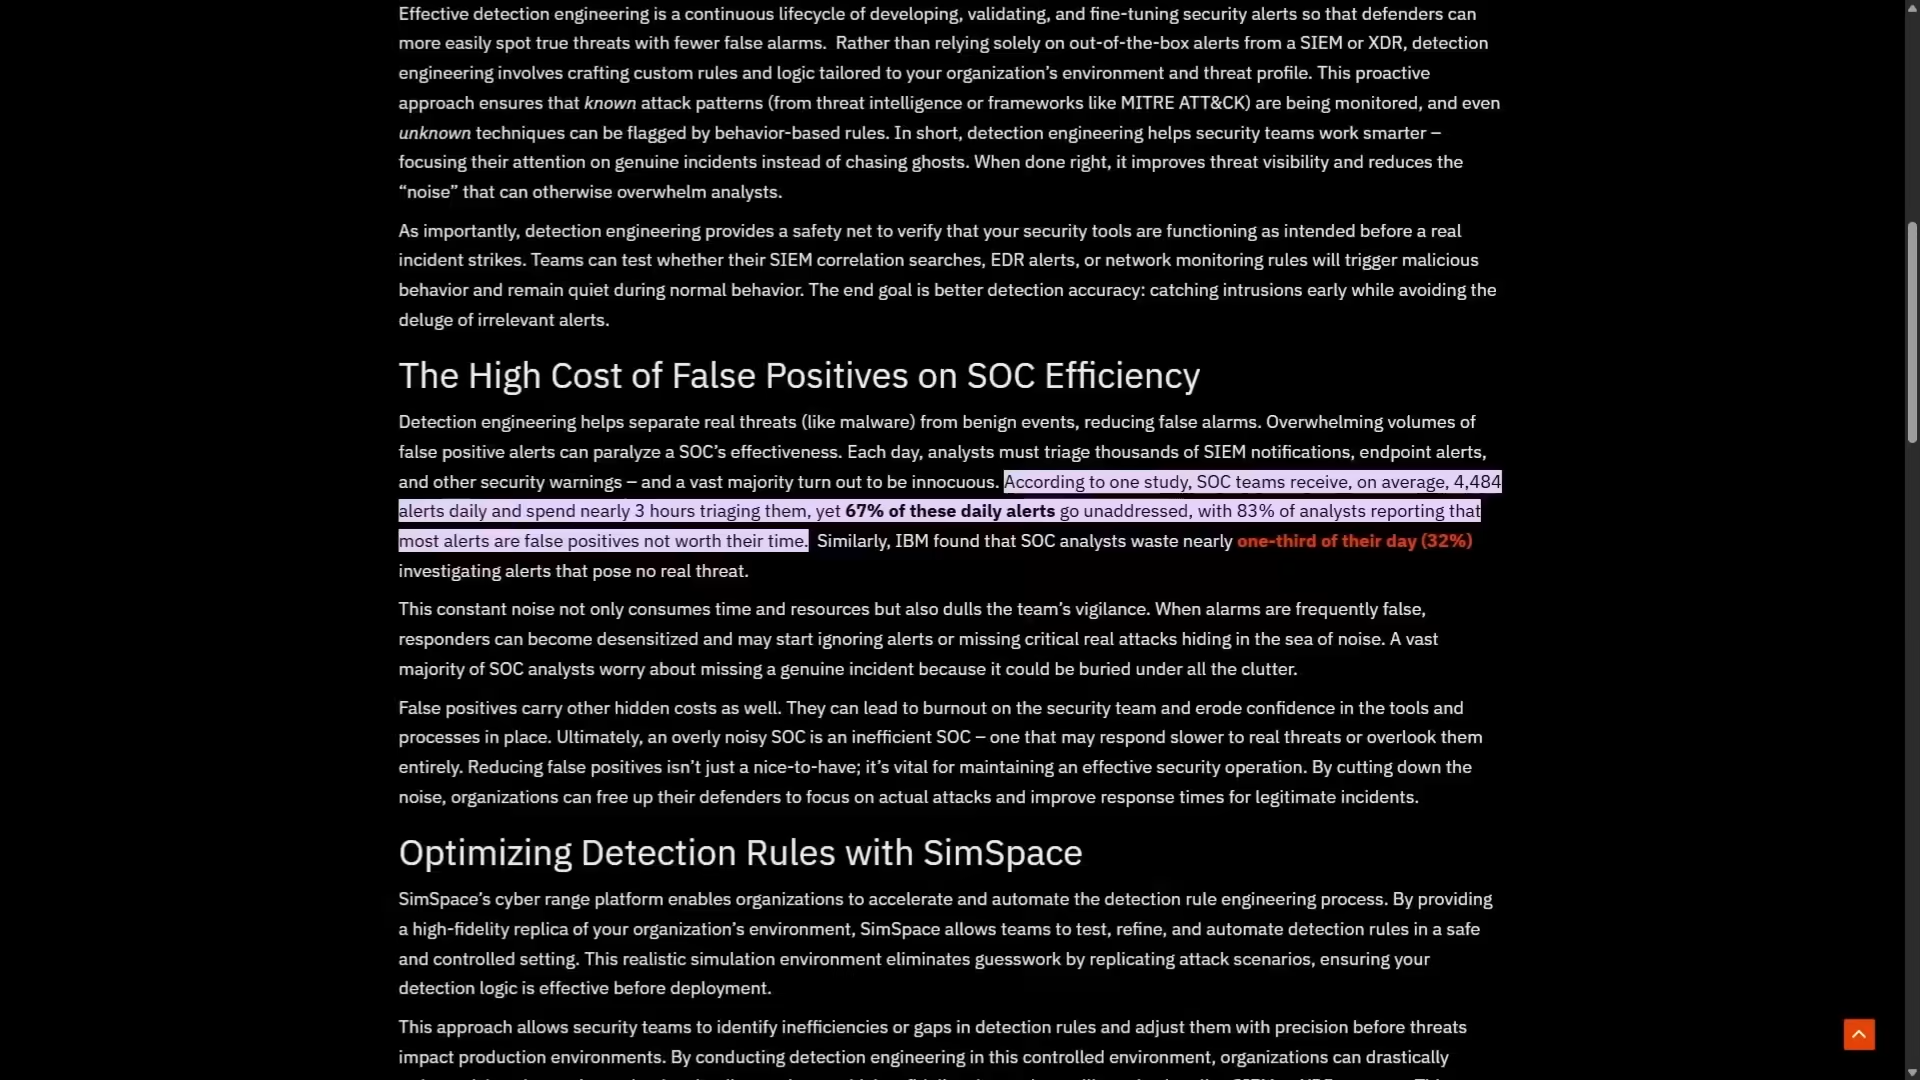 Effective detection engineering is a continuous lifecycle of developing, validating, and fine-tuning security alerts so that defenders can
more easily spot true threats with fewer false alarms.  Rather than relying solely on out-of-the-box alerts from a SIEM or XDR, detection
engineering involves crafting custom rules and logic tailored to your organization’s environment and threat profile. This proactive
approach ensures that known attack patterns (from threat intelligence or frameworks like MITRE ATT&CK) are being monitored, and even
unknown techniques can be flagged by behavior-based rules. In short, detection engineering helps security teams work smarter –
focusing their attention on genuine incidents instead of chasing ghosts. When done right, it improves threat visibility and reduces the
“noise” that can otherwise overwhelm analysts.
As importantly, detection engineering provides a safety net to verify that your security tools are functioning as intended before a real
incident strikes. Teams can test whether their SIEM correlation searches, EDR alerts, or network monitoring rules will trigger malicious
behavior and remain quiet during normal behavior. The end goal is better detection accuracy: catching intrusions early while avoiding the
deluge of irrelevant alerts.
The High Cost of False Positives on SOC Efficiency
Detection engineering helps separate real threats (like malware) from benign events, reducing false alarms. Overwhelming volumes of
false positive alerts can paralyze a SOC’s effectiveness. Each day, analysts must triage thousands of SIEM notifications, endpoint alerts,
and other security warnings – and a vast majority turn out to be innocuous. According to one study, SOC teams receive, on average, 4,484
alerts daily and spend nearly 3 hours triaging them, yet 67% of these daily alerts go unaddressed, with 83% of analysts reporting that
most alerts are false positives not worth their time.  Similarly, IBM found that SOC analysts waste nearly one-third of their day (32%)
investigating alerts that pose no real threat.
This constant noise not only consumes time and resources but also dulls the team’s vigilance. When alarms are frequently false,
responders can become desensitized and may start ignoring alerts or missing critical real attacks hiding in the sea of noise. A vast
majority of SOC analysts worry about missing a genuine incident because it could be buried under all the clutter.
False positives carry other hidden costs as well. They can lead to burnout on the security team and erode confidence in the tools and
processes in place. Ultimately, an overly noisy SOC is an inefficient SOC – one that may respond slower to real threats or overlook them
entirely. Reducing false positives isn’t just a nice-to-have; it’s vital for maintaining an effective security operation. By cutting down the
noise, organizations can free up their defenders to focus on actual attacks and improve response times for legitimate incidents.
Optimizing Detection Rules with SimSpace
SimSpace’s cyber range platform enables organizations to accelerate and automate the detection rule engineering process. By providing
a high-fidelity replica of your organization’s environment, SimSpace allows teams to test, refine, and automate detection rules in a safe
and controlled setting. This realistic simulation environment eliminates guesswork by replicating attack scenarios, ensuring your
detection logic is effective before deployment.
This approach allows security teams to identify inefficiencies or gaps in detection rules and adjust them with precision before threats
impact production environments. By conducting detection engineering in this controlled environment, organizations can drastically